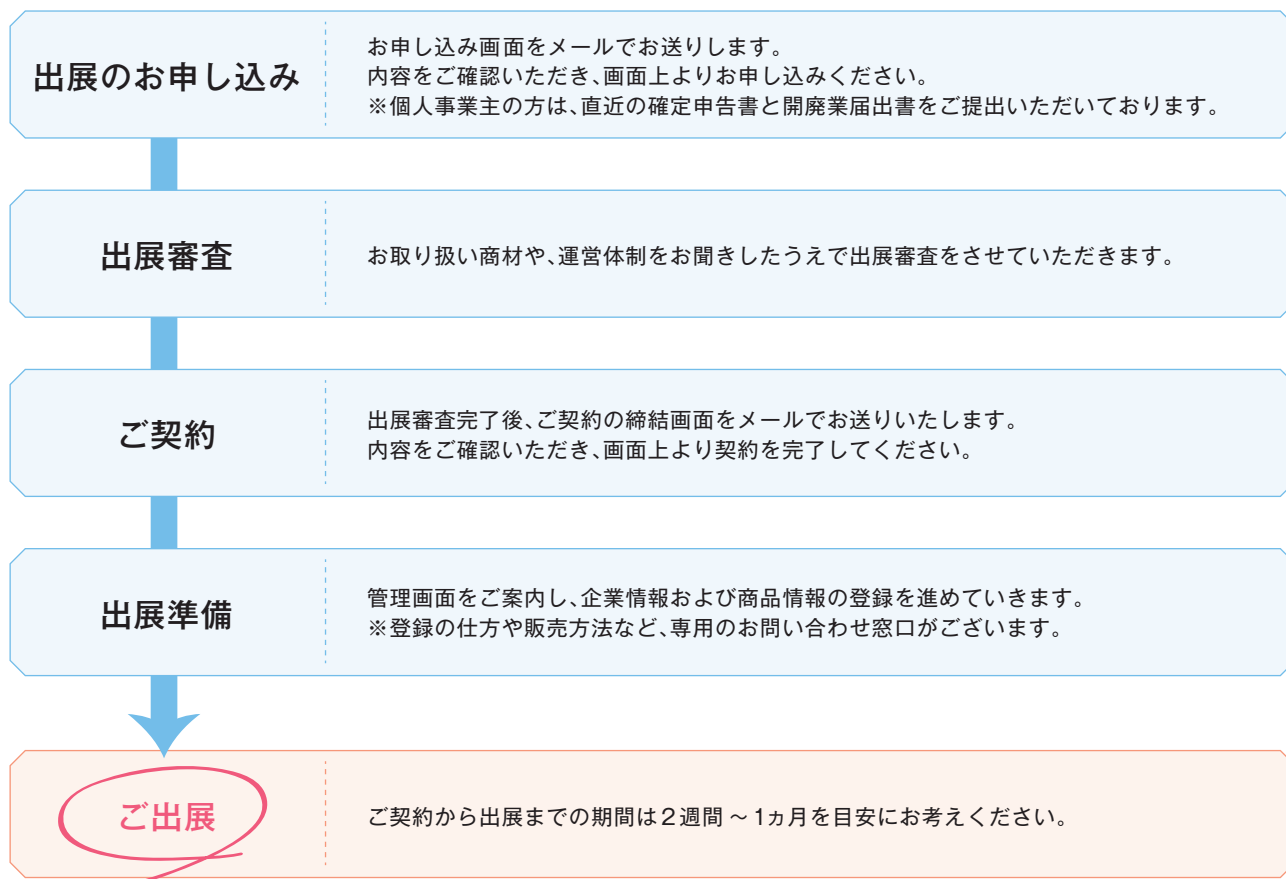 出展のお申し込み
お申し込み画面をメールでお送りします。
内容をご確認いただき、画面上よりお申し込みください。
※個人事業主の方は、直近の確定申告書と開廃業届出書をご提出いただいております。
出展審査
お取り扱い商材や、運営体制をお聞きしたうえで出展審査をさせていただきます。
ご契約
出展審査完了後、ご契約の締結画面をメールでお送りいたします。
内容をご確認いただき、画面上より契約を完了してください。
出展準備
管理画面をご案内し、企業情報および商品情報の登録を進めていきます。
※登録の仕方や販売方法など、専用のお問い合わせ窓口がございます。
ご出展
ご契約から出展までの期間は2週間 ~ 1ヵ月を目安にお考えください。